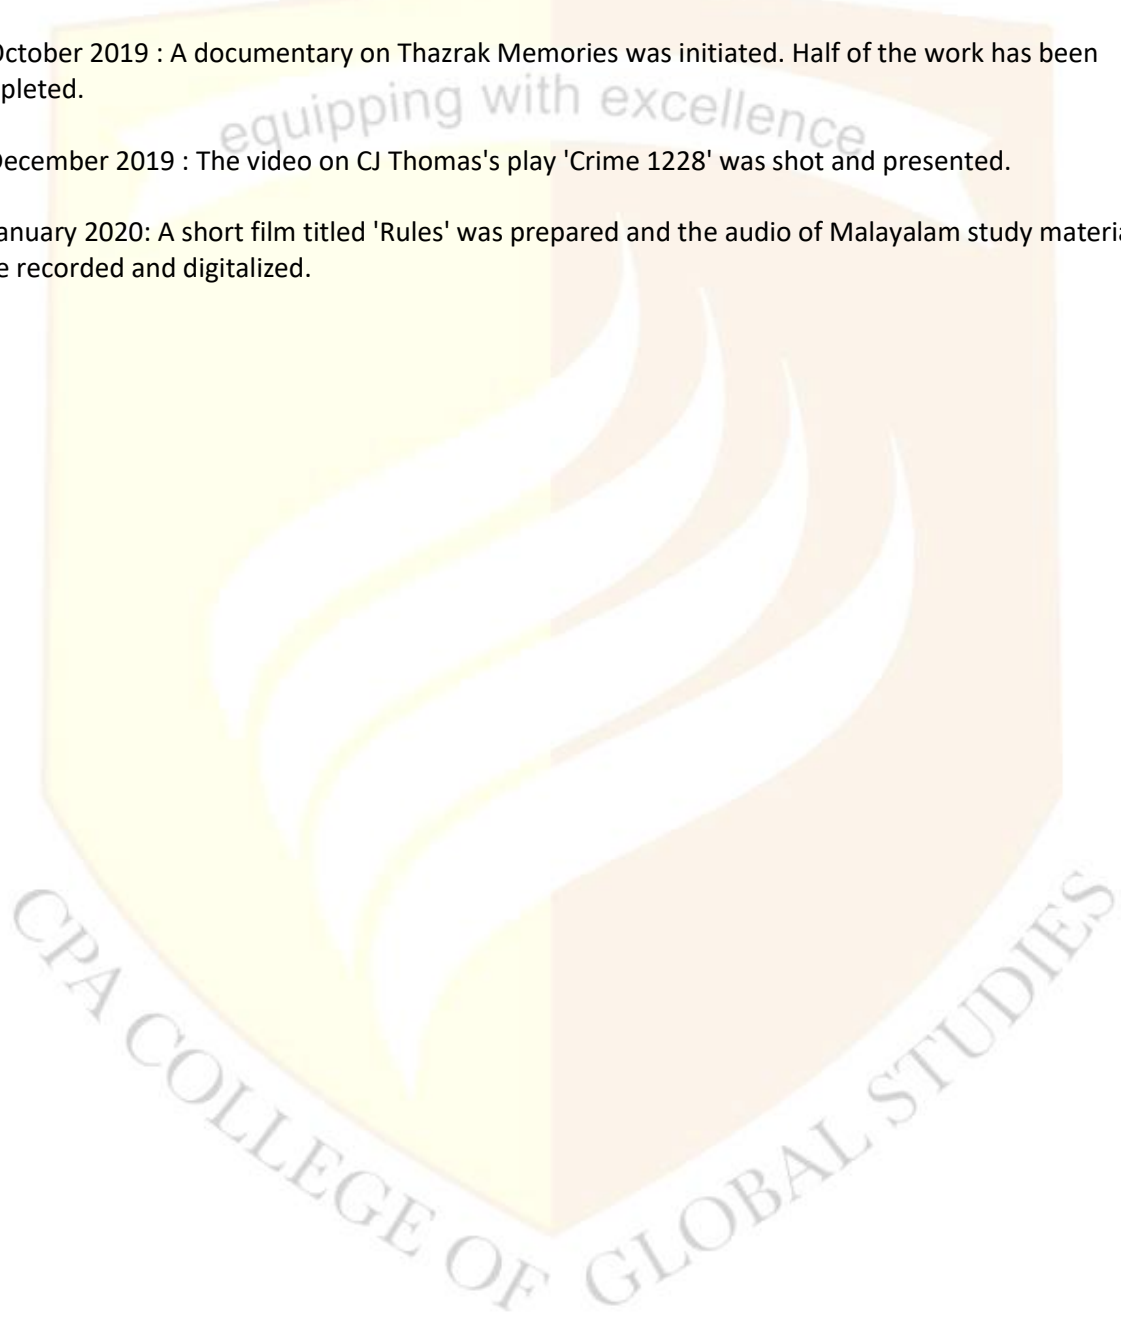 October 2019 : A documentary on Thazrak Memories was initiated. Half of the work has been
pleted.
equipping with excellence
December 2019 : The video on CJ Thomas's play 'Crime 1228' was shot and presented.
anuary 2020: A short film titled 'Rules' was prepared and the audio of Malayalam study materia
e recorded and digitalized.
CPA COLLEGE OF GLOBAL STUDIES